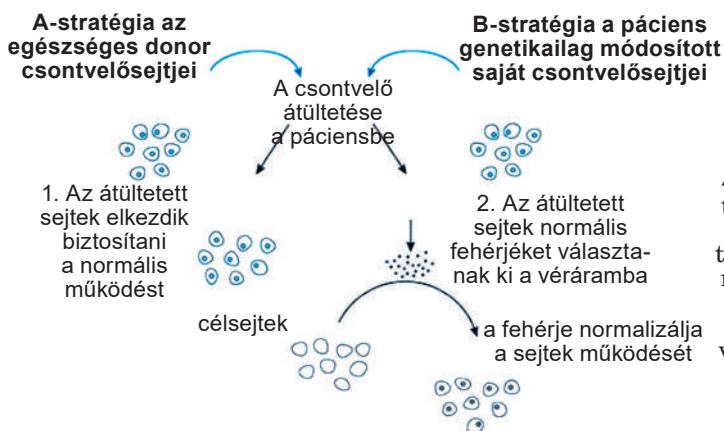 A-stratégia az
egészséges donor
csontvelősejtjei
B-stratégia a páciens
genetikailag módosított
saját csontvelősejtjei
A csontvelő
átültetése
a páciensbe
1. Az átültetett
sejtek elkezdik
biztosítani
a normális
működést
2. Az átültetett
sejtek normális
fehérjéket választa-
nak ki a véráramba
célsejtek
a fehérje normalizálja
a sejtek működését